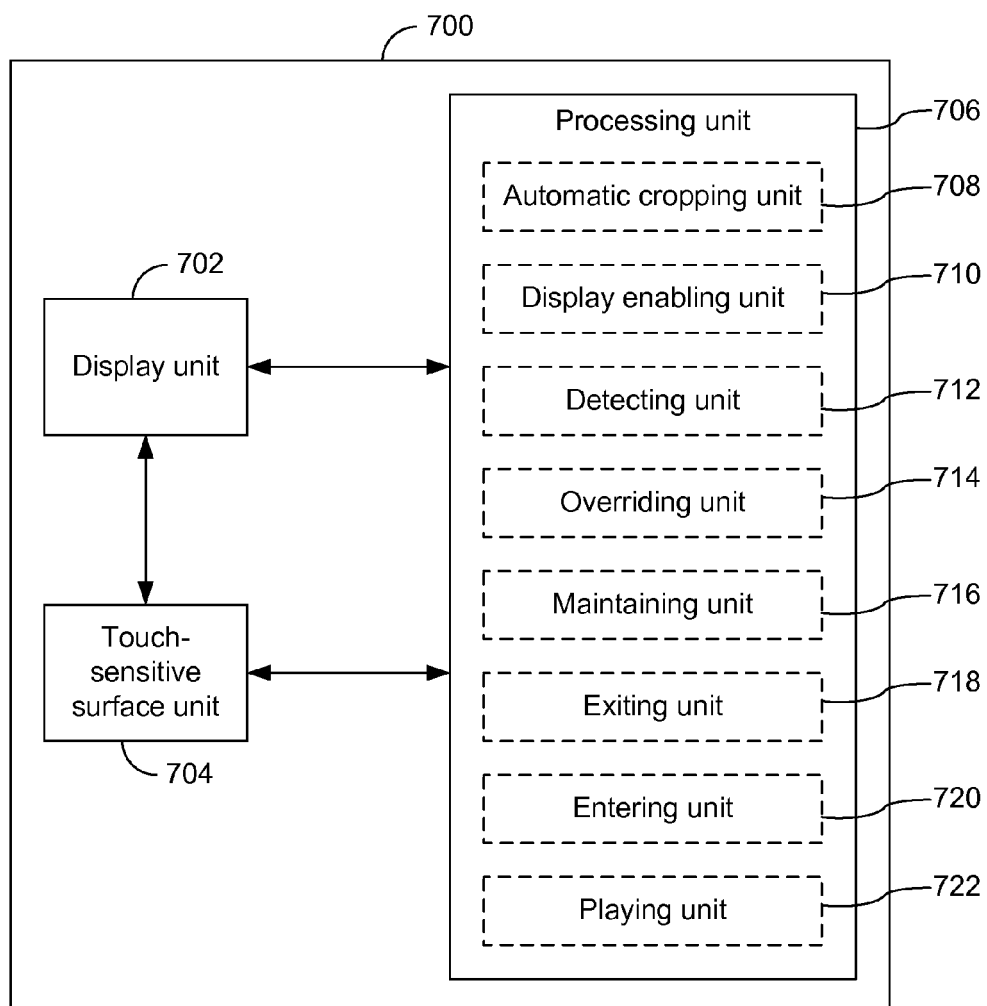 700
Processing unit
706
Automatic cropping unit
708
702
Display enabling unit
710
Display unit
Detecting unit
712
Overriding unit
714
Touch-
sensitive
surface unit
704
Maintaining unit
716
Exiting unit
718
Entering unit
720
Playing unit
722